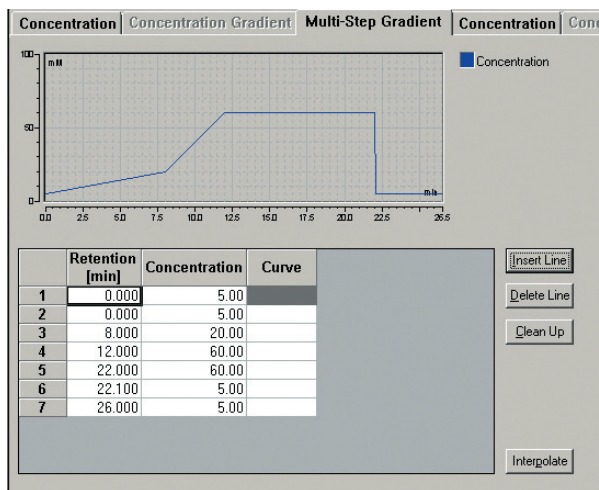 Concentration Concentration Gradient Multi-Step Gradient Concentration Conc
100
mM
Concentration
50
0
min
0.0 2.5 5.0 7.5 10.0 12.5 15.0 17.5 20.0 22.5 26.5
Retention [min] Concentration Curve
Insert Line
1 0.000 5.00
2 0.000 5.00
Delete Line
3 8.000 20.00
Clean Up
4 12.000 60.00
5 22.000 60.00
6 22.100 5.00
7 26.000 5.00
Interpolate